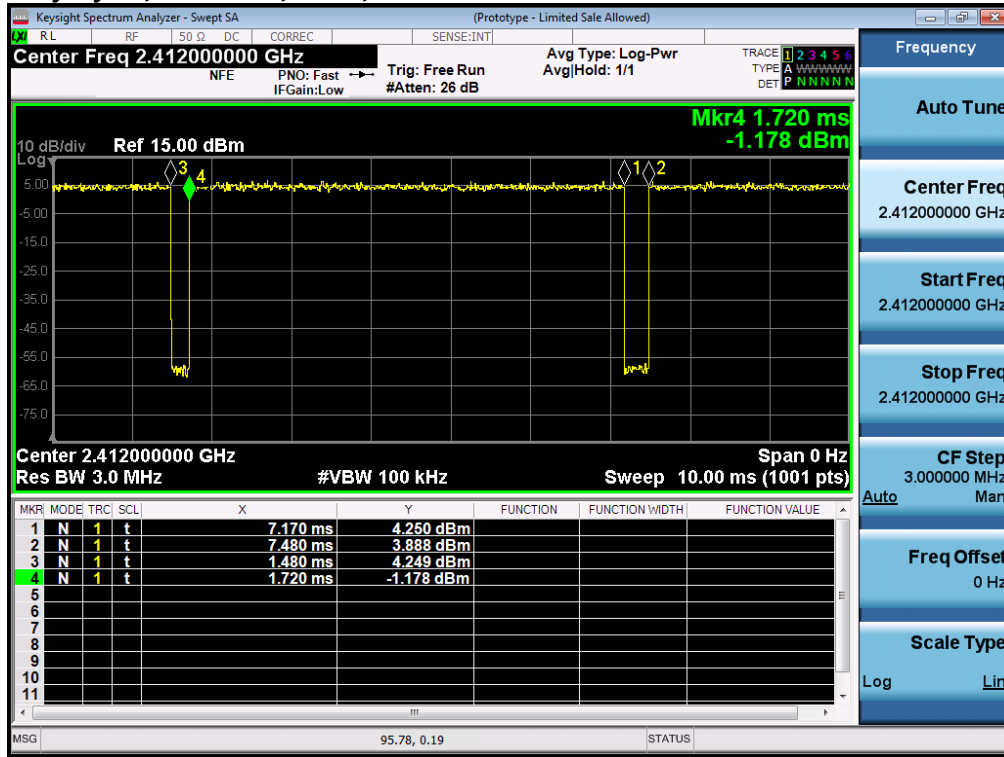 Keysight Spectrum Analyzer - Swept SA (Prototype - Limited Sale Allowed)
LXI RL RF 50 Ω DC CORREC SENSE:INT
Center Freq 2.412000000 GHz Avg Type: Log-Pwr TRACE 1 2 3 4 5 6
NFE PNO: Fast Trig: Free Run Avg|Hold: 1/1 TYPE A WWWWW
IFGain:Low #Atten: 26 dB DET P N N N N N
Mkr4 1.720 ms
-1.178 dBm
10 dB/div Ref 15.00 dBm
Log
3 4 1 2
5.00
-5.00
-15.0
-25.0
-35.0
-45.0
-55.0
-65.0
-75.0
Center 2.412000000 GHz Span 0 Hz
Res BW 3.0 MHz #VBW 100 kHz Sweep 10.00 ms (1001 pts)
MKR MODE TRC SCL X Y FUNCTION FUNCTION WIDTH FUNCTION VALUE
1 N 1 t 7.170 ms 4.250 dBm
2 N 1 t 7.480 ms 3.888 dBm
3 N 1 t 1.480 ms 4.249 dBm
4 N 1 t 1.720 ms -1.178 dBm
5
6
7
8
9
10
11
MSG 95.78, 0.19 STATUS
Frequency
Auto Tune
Center Freq
2.412000000 GHz
Start Freq
2.412000000 GHz
Stop Freq
2.412000000 GHz
CF Step
3.000000 MHz
Auto Man
Freq Offset
0 Hz
Scale Type
Log Lin